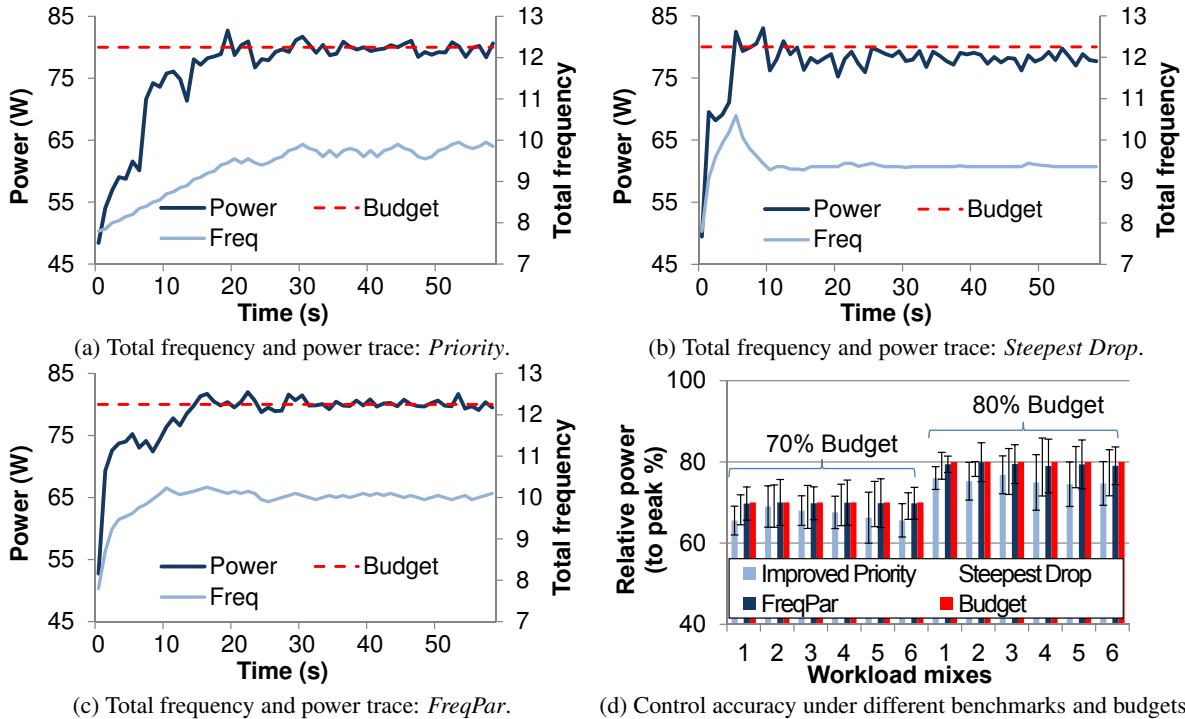 85
75
65
55
45
Power (W)
13
12
11
10
9
8
7
Total frequency
Power
Budget
Freq
0 10 20 30 40 50
Time (s)
(a) Total frequency and power trace: Priority.
85
75
65
55
45
Power (W)
13
12
11
10
9
8
7
Total frequency
Power
Budget
Freq
0 10 20 30 40 50
Time (s)
(b) Total frequency and power trace: Steepest Drop.
85
75
65
55
45
Power (W)
13
12
11
10
9
8
7
Total frequency
Power
Budget
Freq
0 10 20 30 40 50
Time (s)
(c) Total frequency and power trace: FreqPar.
100
80
60
40
Relative power
(to peak %)
70% Budget
80% Budget
Improved Priority
Steepest Drop
FreqPar
Budget
1 2 3 4 5 6 1 2 3 4 5 6
Workload mixes
(d) Control accuracy under different benchmarks and budgets